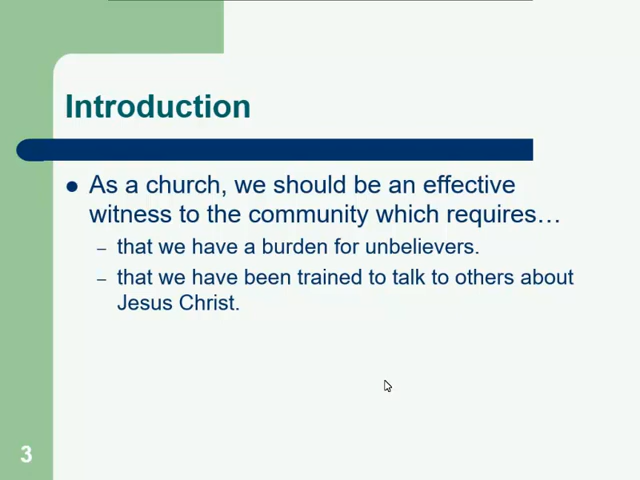 Introduction
● As a church, we should be an effective
witness to the community which requires…
– that we have a burden for unbelievers.
– that we have been trained to talk to others about
Jesus Christ.
3